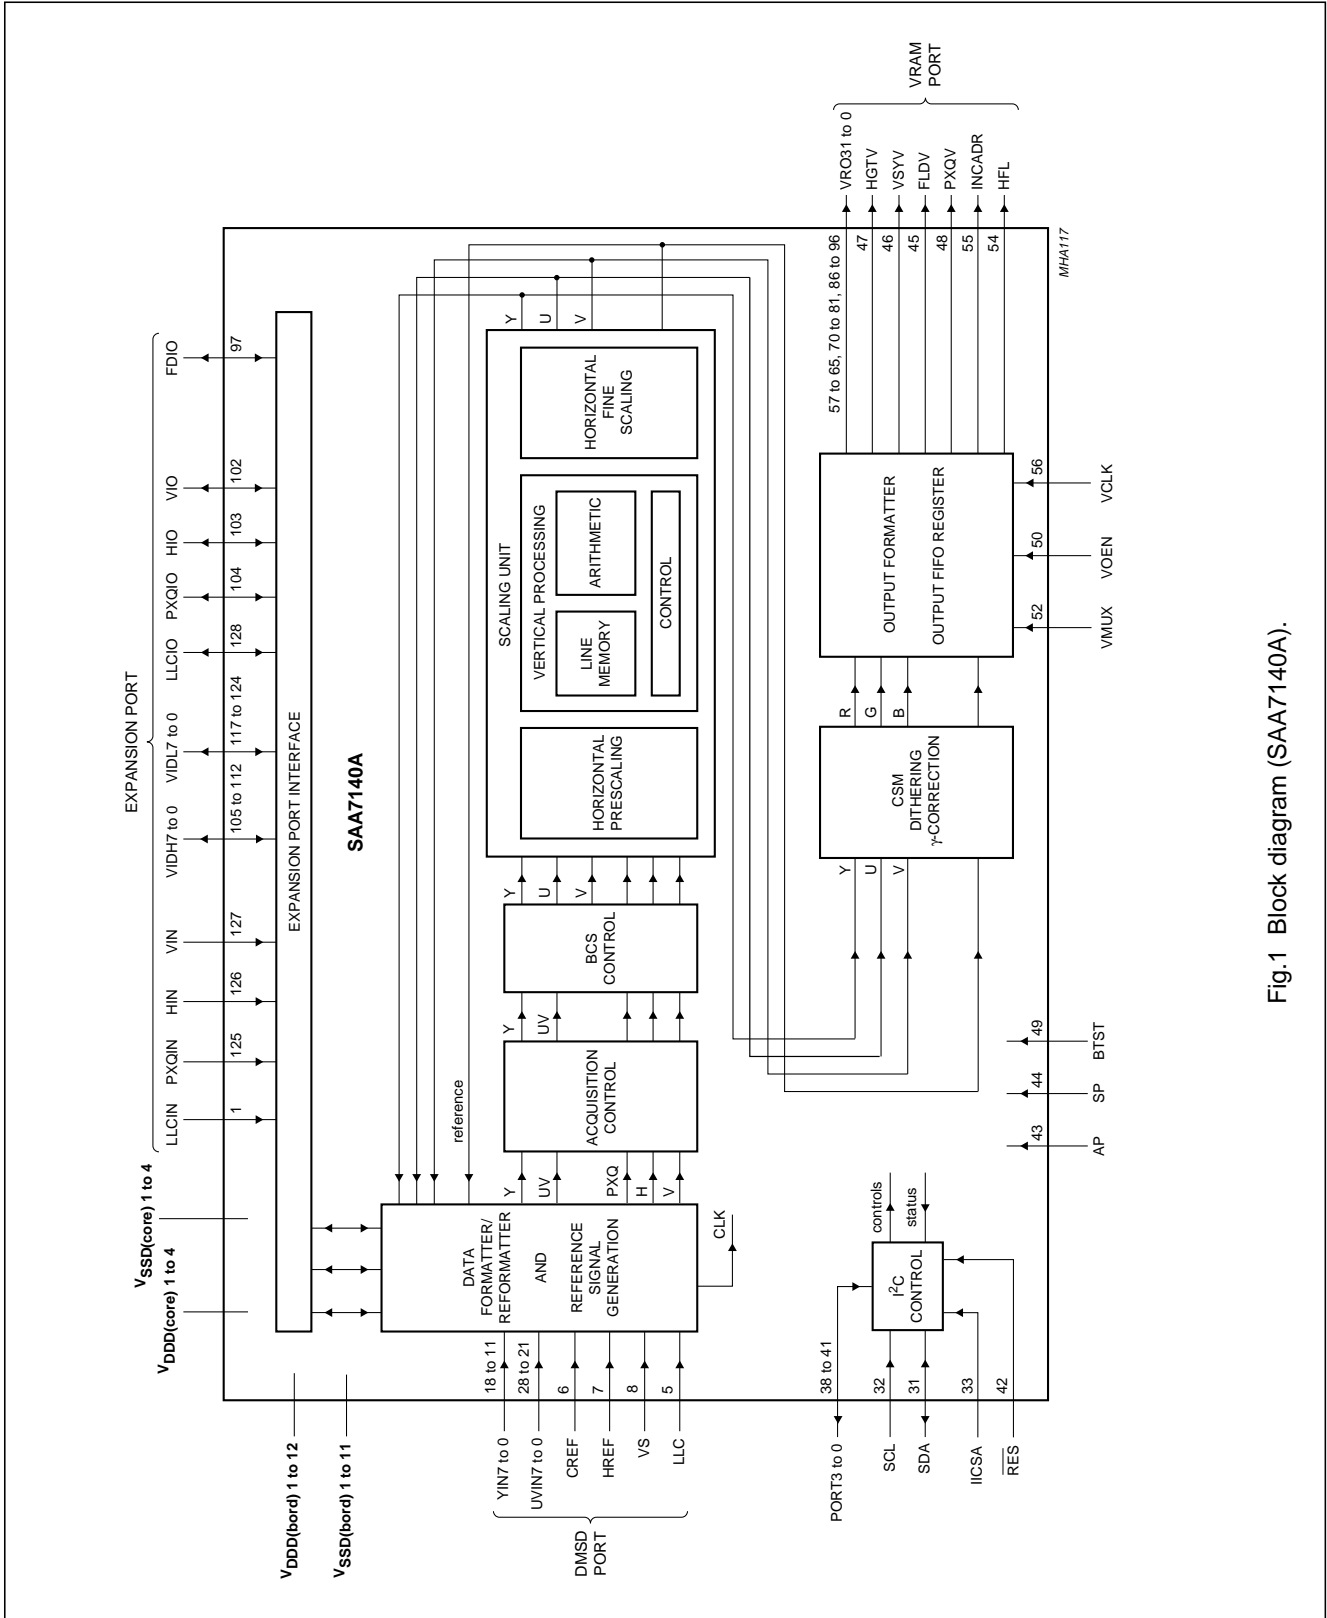 EXPANSION PORT
V_DDD(bord) 1 to 12
V_SSD(bord) 1 to 11
V_DDD(core) 1 to 4
V_SSD(core) 1 to 4
LLCIN
PXQIN
HIN
VIN
VIDH7 to 0
VIDL7 to 0
LLCIO
PXQIO
HIO
VIO
FDIO
1
125
126
127
105 to 112
117 to 124
128
104
103
102
97
EXPANSION PORT INTERFACE
SAA7140A
reference
DMSD
PORT
YIN7 to 0
UVIN7 to 0
CREF
HREF
VS
LLC
18 to 11
28 to 21
6
7
8
5
DATA
FORMATTER/
REFORMATTER
AND
REFERENCE
SIGNAL
GENERATION
CLK
Y
UV
PXQ
H
V
ACQUISITION
CONTROL
Y
UV
BCS
CONTROL
Y
U
V
SCALING UNIT
HORIZONTAL
PRESCALING
VERTICAL PROCESSING
LINE
MEMORY
ARITHMETIC
CONTROL
HORIZONTAL
FINE
SCALING
Y
U
V
PORT3 to 0
SCL
SDA
IICSA
RES
38 to 41
32
31
33
42
I²C
CONTROL
controls
status
43
44
49
AP
SP
BTST
Y
U
V
CSM
DITHERING
γ-CORRECTION
R
G
B
OUTPUT FORMATTER
OUTPUT FIFO REGISTER
52
50
56
VMUX
VOEN
VCLK
57 to 65, 70 to 81, 86 to 96
47
46
45
48
55
54
VRO31 to 0
HGTV
VSYV
FLDV
PXQV
INCADR
HFL
VRAM
PORT
MHA117
Fig.1 Block diagram (SAA7140A).